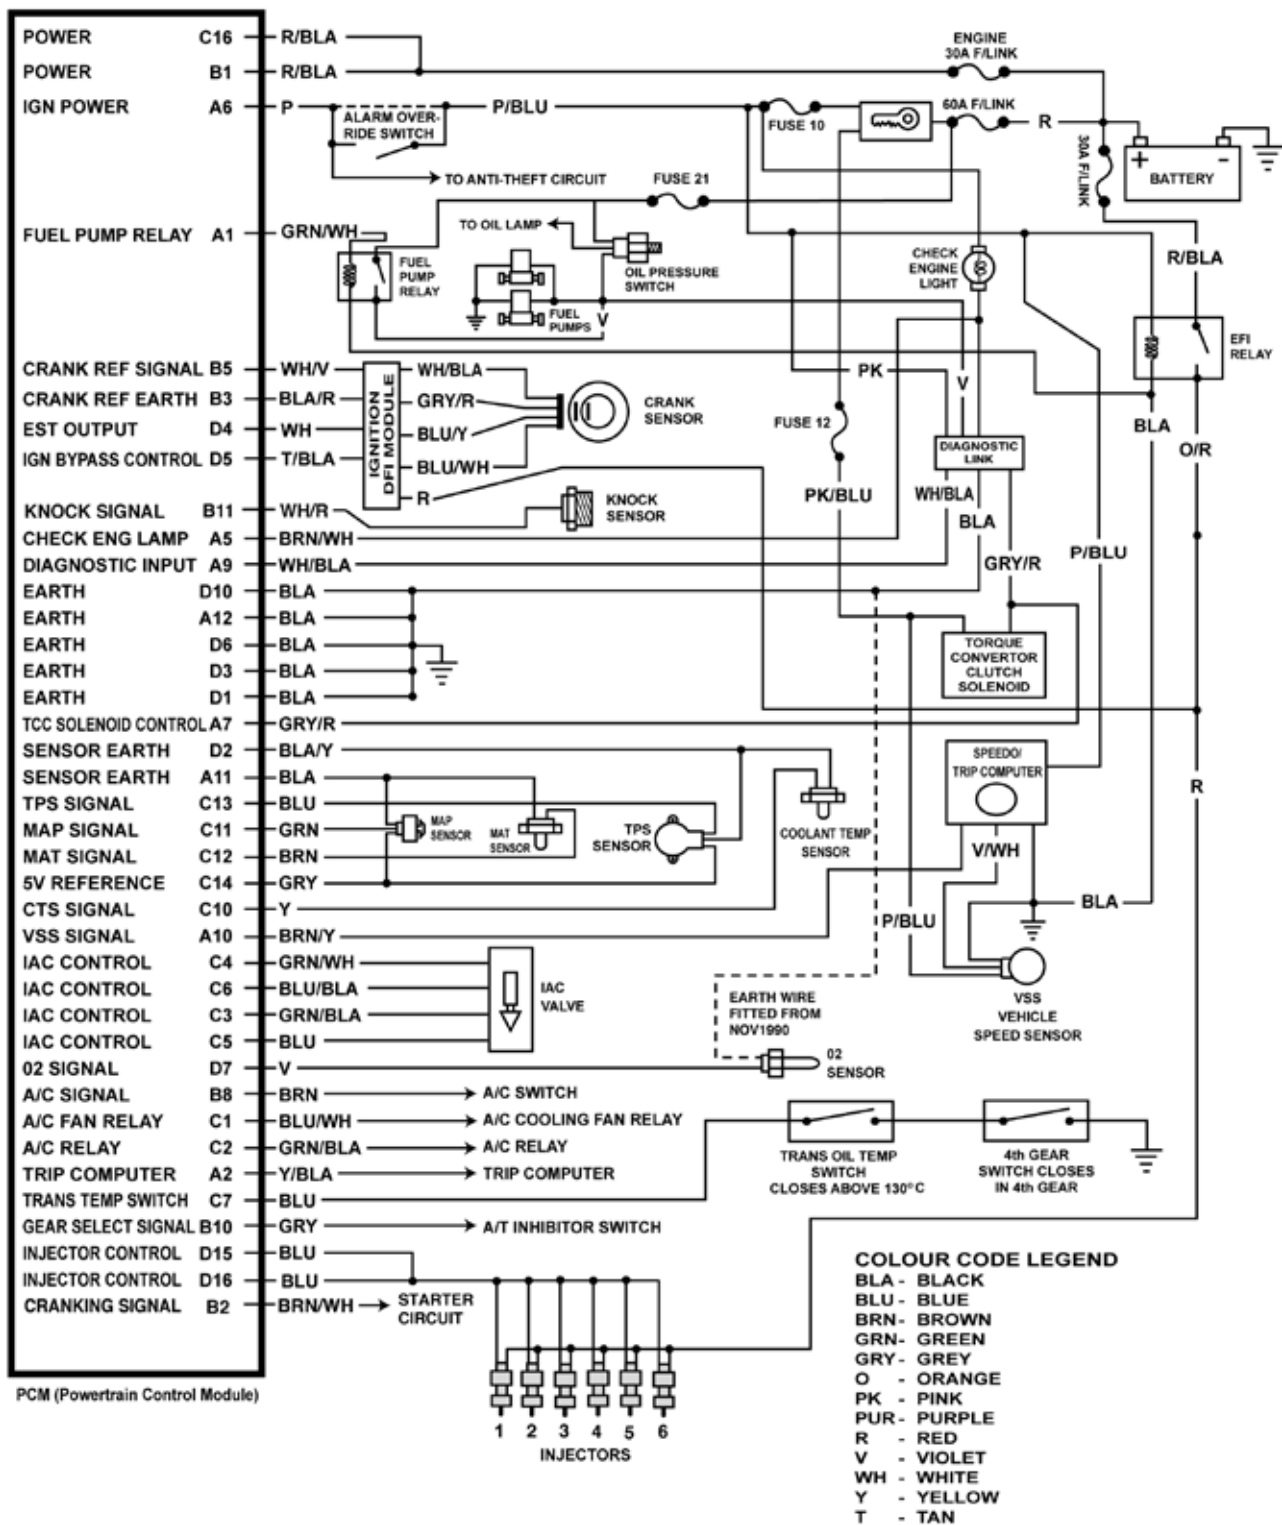 POWER C16 R/BLA
POWER B1 R/BLA
IGN POWER A6 P
FUEL PUMP RELAY A1 GRN/WH
CRANK REF SIGNAL B5 WH/V
CRANK REF EARTH B3 BLA/R
EST OUTPUT D4 WH
IGN BYPASS CONTROL D5 T/BLA
KNOCK SIGNAL B11 WH/R
CHECK ENG LAMP A5 BRN/WH
DIAGNOSTIC INPUT A9 WH/BLA
EARTH D10 BLA
EARTH A12 BLA
EARTH D6 BLA
EARTH D3 BLA
EARTH D1 BLA
TCC SOLENOID CONTROL A7 GRY/R
SENSOR EARTH D2 BLA/Y
SENSOR EARTH A11 BLA
TPS SIGNAL C13 BLU
MAP SIGNAL C11 GRN
MAT SIGNAL C12 BRN
5V REFERENCE C14 GRY
CTS SIGNAL C10 Y
VSS SIGNAL A10 BRN/Y
IAC CONTROL C4 GRN/WH
IAC CONTROL C6 BLU/BLA
IAC CONTROL C3 GRN/BLA
IAC CONTROL C5 BLU
02 SIGNAL D7 V
A/C SIGNAL B8 BRN
A/C FAN RELAY C1 BLU/WH
A/C RELAY C2 GRN/BLA
TRIP COMPUTER A2 Y/BLA
TRANS TEMP SWITCH C7 BLU
GEAR SELECT SIGNAL B10 GRY
INJECTOR CONTROL D15 BLU
INJECTOR CONTROL D16 BLU
CRANKING SIGNAL B2 BRN/WH
PCM (Powertrain Control Module)
ENGINE
30A F/LINK
P/BLU
ALARM OVER-
RIDE SWITCH
FUSE 10
60A F/LINK
R
30A F/LINK
+ -
BATTERY
TO ANTI-THEFT CIRCUIT
FUSE 21
TO OIL LAMP
FUEL
PUMP
RELAY
OIL PRESSURE
SWITCH
FUEL
PUMPS
V
CHECK
ENGINE
LIGHT
R/BLA
EFI
RELAY
IGNITION
DFI MODULE
WH/BLA
GRY/R
BLU/Y
BLU/WH
R
CRANK
SENSOR
KNOCK
SENSOR
PK
V
FUSE 12
BLA
O/R
DIAGNOSTIC
LINK
PK/BLU
WH/BLA
BLA
GRY/R
P/BLU
TORQUE
CONVERTOR
CLUTCH
SOLENOID
SPEEDO/
TRIP COMPUTER
R
MAP
SENSOR
MAT
SENSOR
TPS
SENSOR
COOLANT TEMP
SENSOR
V/WH
BLA
P/BLU
IAC
VALVE
EARTH WIRE
FITTED FROM
NOV1990
VSS
VEHICLE
SPEED SENSOR
02
SENSOR
A/C SWITCH
A/C COOLING FAN RELAY
A/C RELAY
TRIP COMPUTER
A/T INHIBITOR SWITCH
TRANS OIL TEMP
SWITCH
CLOSES ABOVE 130°C
4th GEAR
SWITCH CLOSES
IN 4th GEAR
STARTER
CIRCUIT
1 2 3 4 5 6
INJECTORS
COLOUR CODE LEGEND
BLA - BLACK
BLU - BLUE
BRN - BROWN
GRN - GREEN
GRY - GREY
O - ORANGE
PK - PINK
PUR - PURPLE
R - RED
V - VIOLET
WH - WHITE
Y - YELLOW
T - TAN